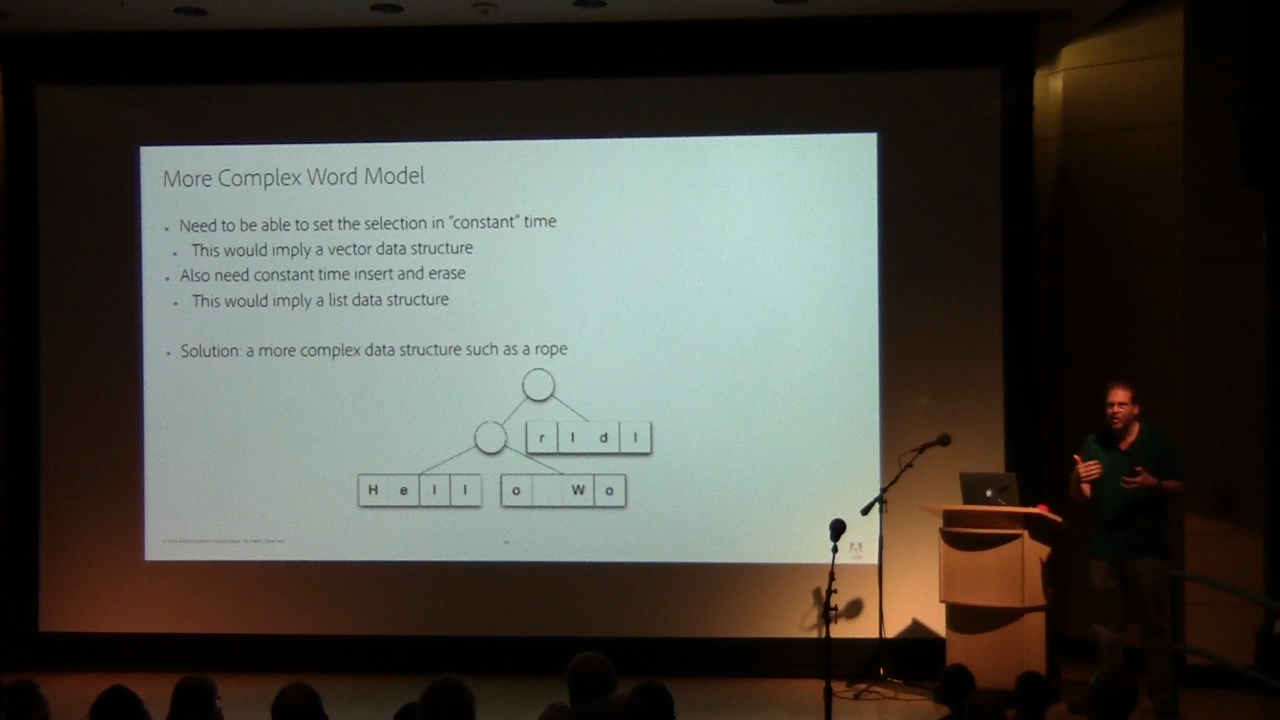 More Complex Word Model
• Need to be able to set the selection in "constant" time
• This would imply a vector data structure
• Also need constant time insert and erase
• This would imply a list data structure
• Solution: a more complex data structure such as a rope
r l d !
H e l l o W o